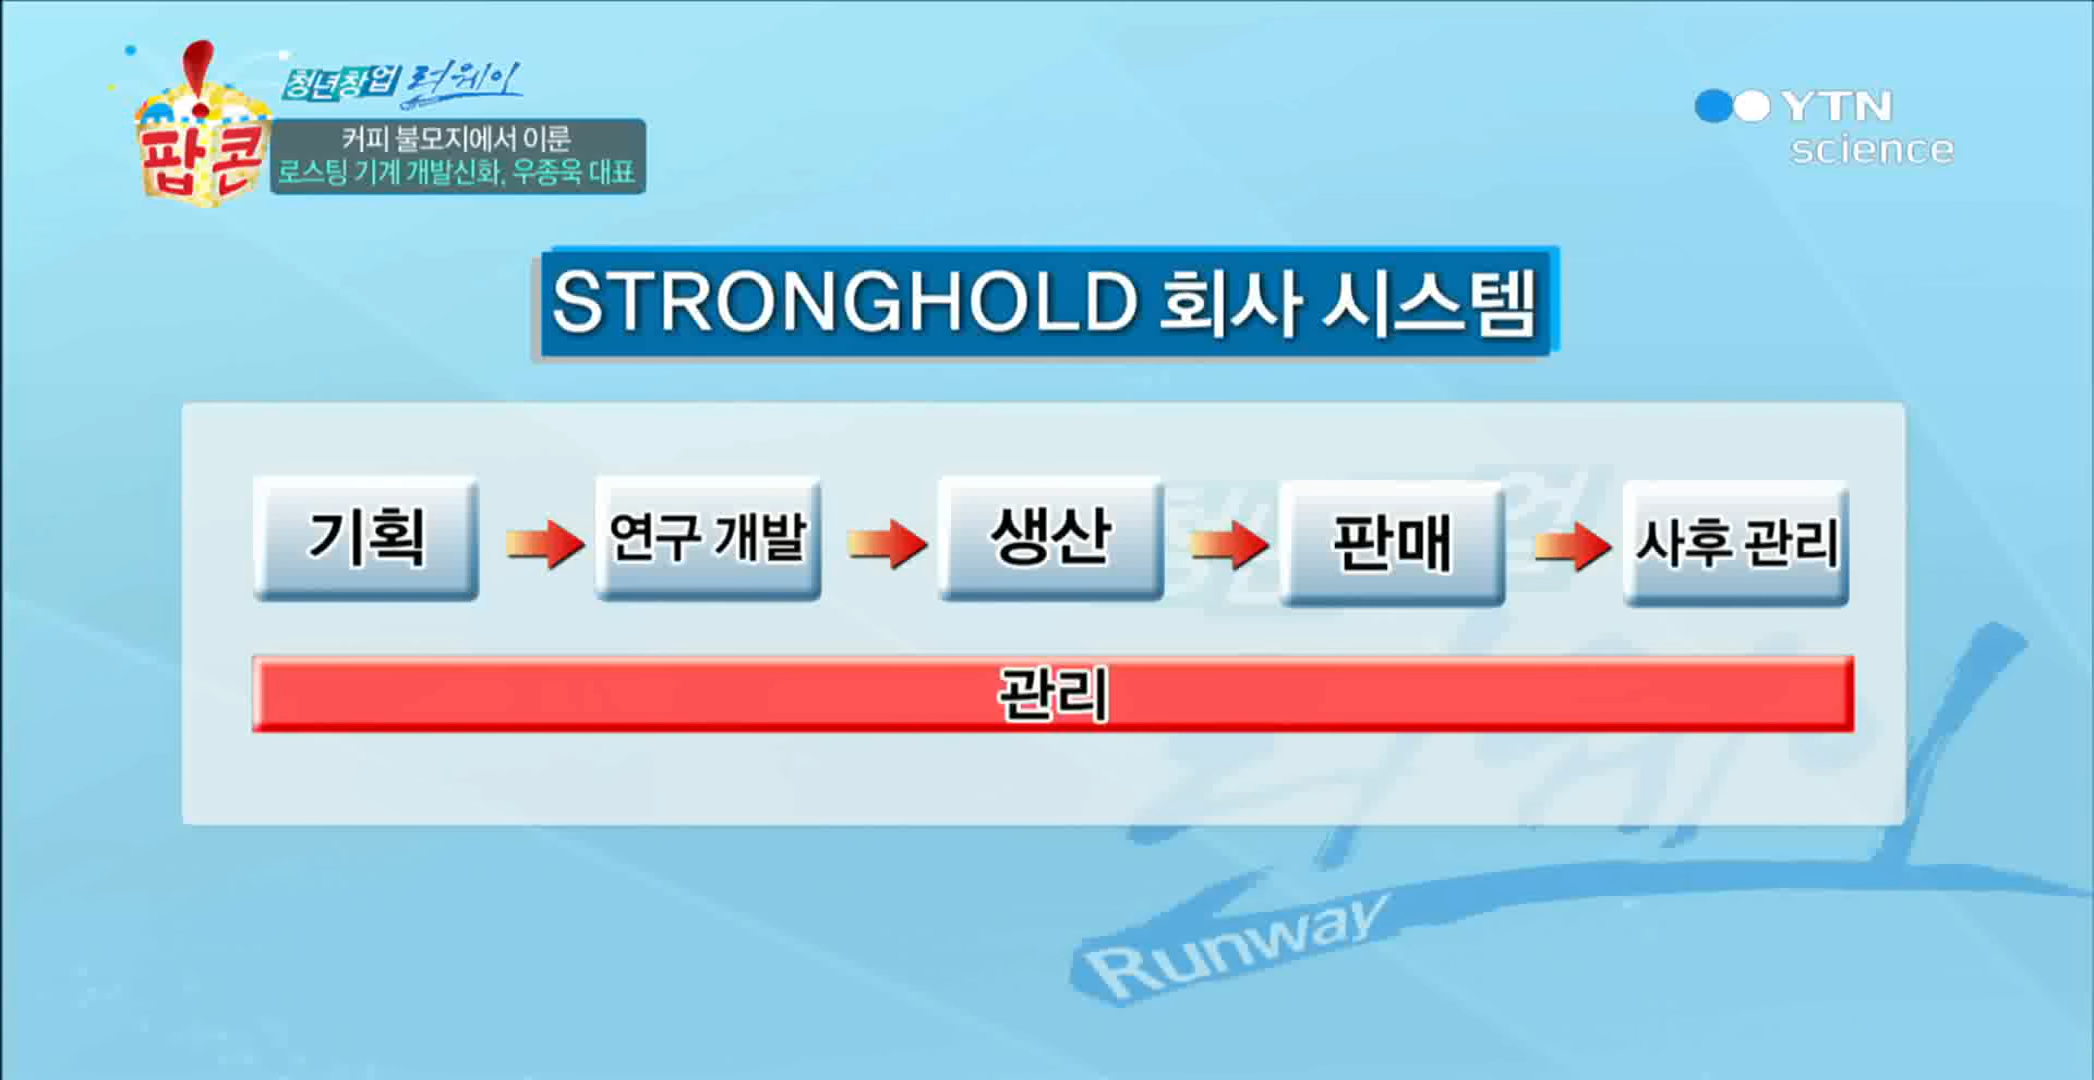 청년창업 런웨이
팝콘
커피 불모지에서 이룬
로스팅 기계 개발신화, 우종욱 대표
YTN
science
STRONGHOLD 회사 시스템
기획
연구 개발
생산
판매
사후 관리
관리
Runway